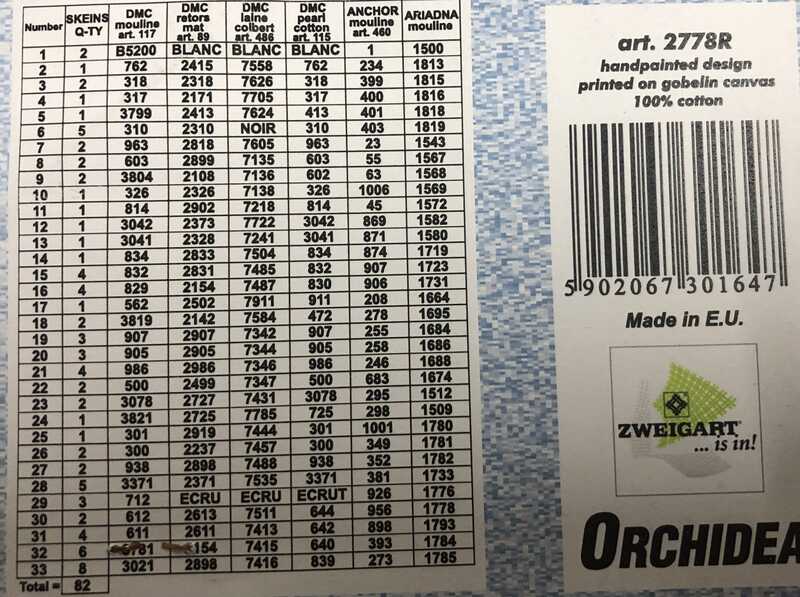 Number SKEINS Q-TY DMC mouline art. 117 DMC retors mat art. 89 DMC laine colbert art. 486 DMC pearl cotton art. 115 ANCHOR mouline art. 460 ARIADNA mouline
1 2 B5200 BLANC BLANC BLANC 1 1500
2 1 762 2415 7558 762 234 1813
3 2 318 2318 7626 318 399 1815
4 1 317 2171 7705 317 400 1816
5 1 3799 2413 7624 413 401 1818
6 5 310 2310 NOIR 310 403 1819
7 2 963 2818 7605 963 23 1543
8 2 603 2899 7135 603 55 1567
9 2 3804 2108 7136 602 63 1568
10 1 326 2326 7138 326 1006 1569
11 1 814 2902 7218 814 45 1572
12 1 3042 2373 7722 3042 869 1582
13 1 3041 2328 7241 3041 871 1580
14 1 834 2833 7504 834 874 1719
15 4 832 2831 7485 832 907 1723
16 4 829 2154 7487 830 906 1731
17 1 562 2502 7911 911 208 1664
18 2 3819 2142 7584 472 278 1695
19 3 907 2907 7342 907 255 1684
20 3 905 2905 7344 905 258 1686
21 4 986 2986 7346 986 246 1688
22 2 500 2499 7347 500 683 1674
23 2 3078 2727 7431 3078 295 1512
24 1 3821 2725 7785 725 298 1509
25 1 301 2919 7444 301 1001 1780
26 2 300 2237 7457 300 349 1781
27 2 938 2898 7488 938 352 1782
28 5 3371 2371 7535 3371 381 1733
29 3 712 ECRU ECRU ECRUT 926 1776
30 2 612 2613 7511 644 956 1778
31 4 611 2611 7413 642 898 1793
32 6 7415 640 393 1784
33 8 3021 2898 7416 839 273 1785
Total = 82
art. 2778R
handpainted design
printed on gobelin canvas
100% cotton
5 902067 301647
Made in E.U.
ZWEIGART®
... is in!
ORCHIDEA